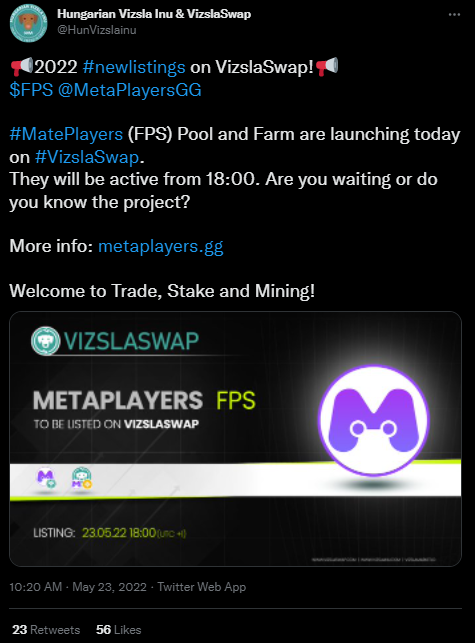 Hungarian Vizsla Inu & VizslaSwap
@HunVizslainu
2022 #newlistings on VizslaSwap!
$FPS @MetaPlayersGG
#MatePlayers (FPS) Pool and Farm are launching today
on #VizslaSwap.
They will be active from 18:00. Are you waiting or do
you know the project?
More info: metaplayers.gg
Welcome to Trade, Stake and Mining!
VIZSLASWAP
METAPLAYERS FPS
TO BE LISTED ON VIZSLASWAP
LISTING: 23.05.22 18:00
10:20 AM · May 23, 2022 · Twitter Web App
23 Retweets 56 Likes